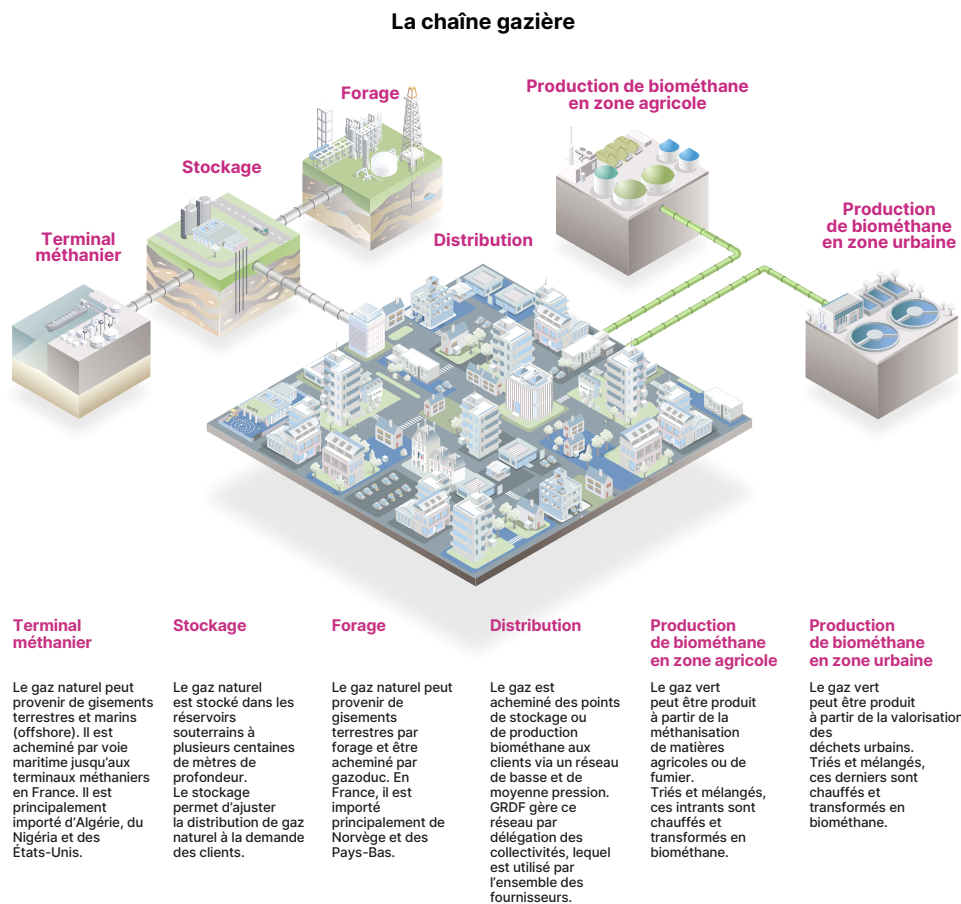 La chaîne gazière
Forage
Production de biométhane
en zone agricole
Stockage
Production
de biométhane
en zone urbaine
Terminal
méthanier
Distribution
Terminal
méthanier
Le gaz naturel peut
provenir de gisements
terrestres et marins
(offshore). Il est
acheminé par voie
maritime jusqu'aux
terminaux méthaniers
en France. Il est
principalement
importé d'Algérie, du
Nigéria et des
États-Unis.
Stockage
Le gaz naturel
est stocké dans les
réservoirs
souterrains à
plusieurs centaines
de mètres de
profondeur.
Le stockage
permet d'ajuster
la distribution de gaz
naturel à la demande
des clients.
Forage
Le gaz naturel peut
provenir de
gisements
terrestres par
forage et être
acheminé par
gazoduc. En
France, il est
importé
principalement de
Norvège et des
Pays-Bas.
Distribution
Le gaz est
acheminé des points
de stockage ou
de production
biométhane aux
clients via un réseau
de basse et de
moyenne pression.
GRDF gère ce
réseau par
délégation des
collectivités, lequel
est utilisé par
l'ensemble des
fournisseurs.
Production
de biométhane
en zone agricole
Le gaz vert
peut être produit
à partir de la
méthanisation
de matières
agricoles ou de
fumier.
Triés et mélangés,
ces intrants sont
chauffés et
transformés en
biométhane.
Production
de biométhane
en zone urbaine
Le gaz vert
peut être produit
à partir de la valorisation
des
déchets urbains.
Triés et mélangés,
ces derniers sont
chauffés et
transformés en
biométhane.